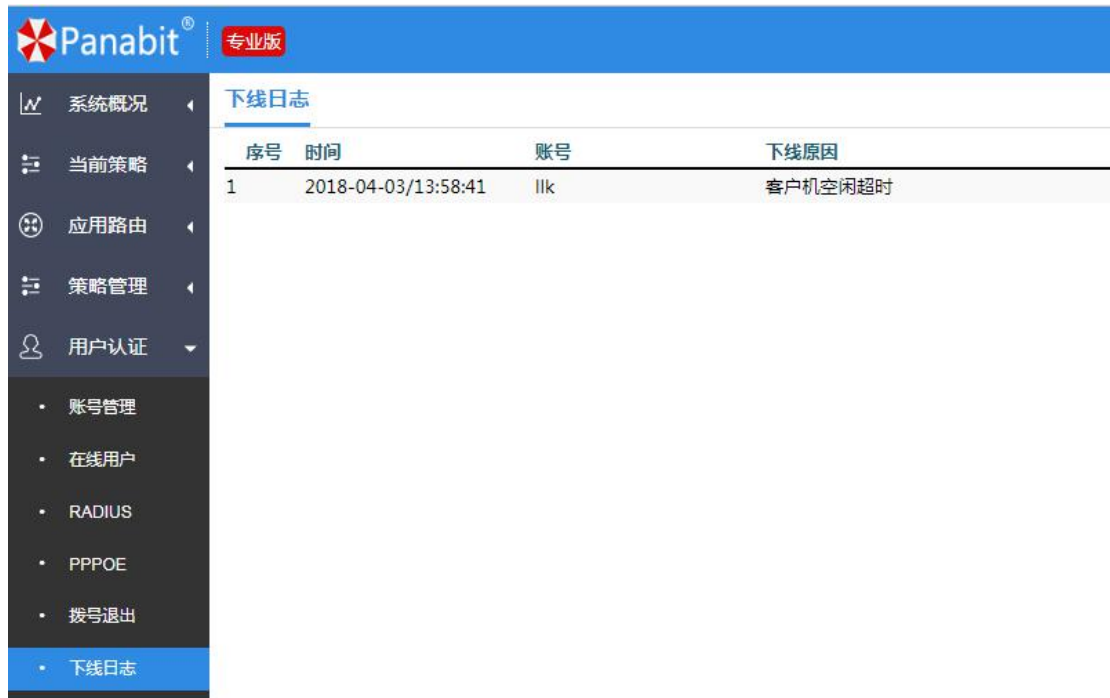 Panabit® 专业版
系统概况
当前策略
应用路由
策略管理
用户认证
账号管理
在线用户
RADIUS
PPPOE
拨号退出
下线日志
下线日志
序号 时间 账号 下线原因
1 2018-04-03/13:58:41 llk 客户机空闲超时